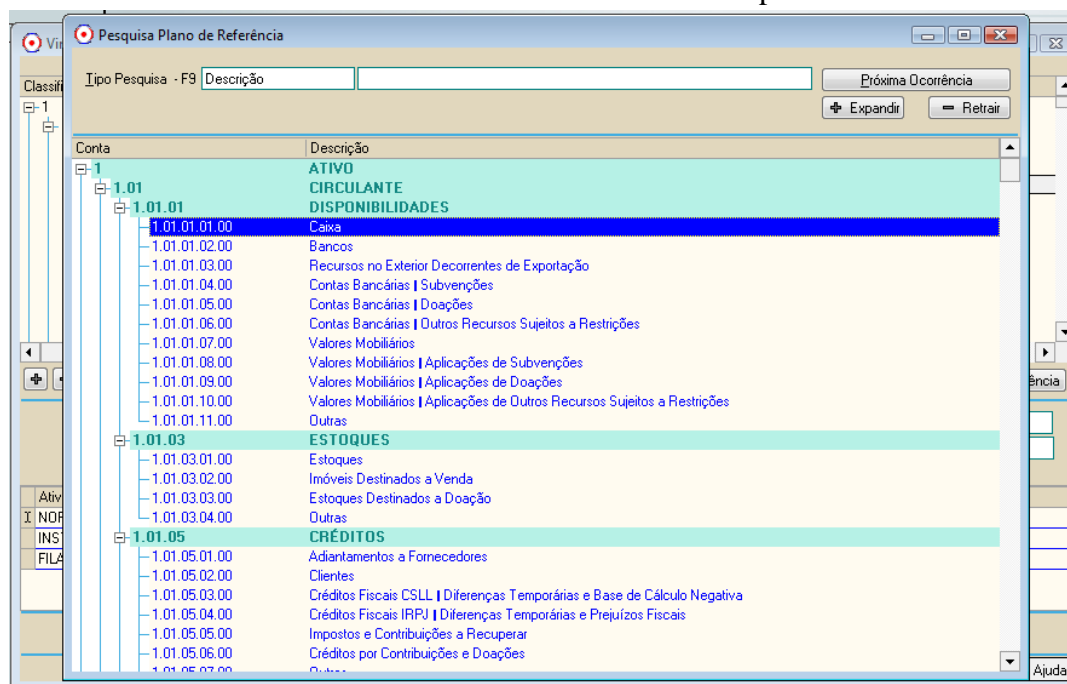 Vir
Pesquisa Plano de Referência
Classifi
Tipo Pesquisa - F9 Descrição
Próxima Ocorrência
Expandir Retrair
1
Conta Descrição
1 ATIVO
1.01 CIRCULANTE
1.01.01 DISPONIBILIDADES
1.01.01.01.00 Caixa
1.01.01.02.00 Bancos
1.01.01.03.00 Recursos no Exterior Decorrentes de Exportação
1.01.01.04.00 Contas Bancárias | Subvenções
1.01.01.05.00 Contas Bancárias | Doações
1.01.01.06.00 Contas Bancárias | Outros Recursos Sujeitos a Restrições
1.01.01.07.00 Valores Mobiliários
1.01.01.08.00 Valores Mobiliários | Aplicações de Subvenções
1.01.01.09.00 Valores Mobiliários | Aplicações de Doações
1.01.01.10.00 Valores Mobiliários | Aplicações de Outros Recursos Sujeitos a Restrições
1.01.01.11.00 Outras
1.01.03 ESTOQUES
1.01.03.01.00 Estoques
1.01.03.02.00 Imóveis Destinados a Venda
1.01.03.03.00 Estoques Destinados a Doação
1.01.03.04.00 Outras
1.01.05 CRÉDITOS
1.01.05.01.00 Adiantamentos a Fornecedores
1.01.05.02.00 Clientes
1.01.05.03.00 Créditos Fiscais CSLL | Diferenças Temporárias e Base de Cálculo Negativa
1.01.05.04.00 Créditos Fiscais IRPJ | Diferenças Temporárias e Prejuízos Fiscais
1.01.05.05.00 Impostos e Contribuições a Recuperar
1.01.05.06.00 Créditos por Contribuições e Doações
1.01.05.07.00 Outras
ência
Ativ
I NOR
INS
FILA
Ajuda